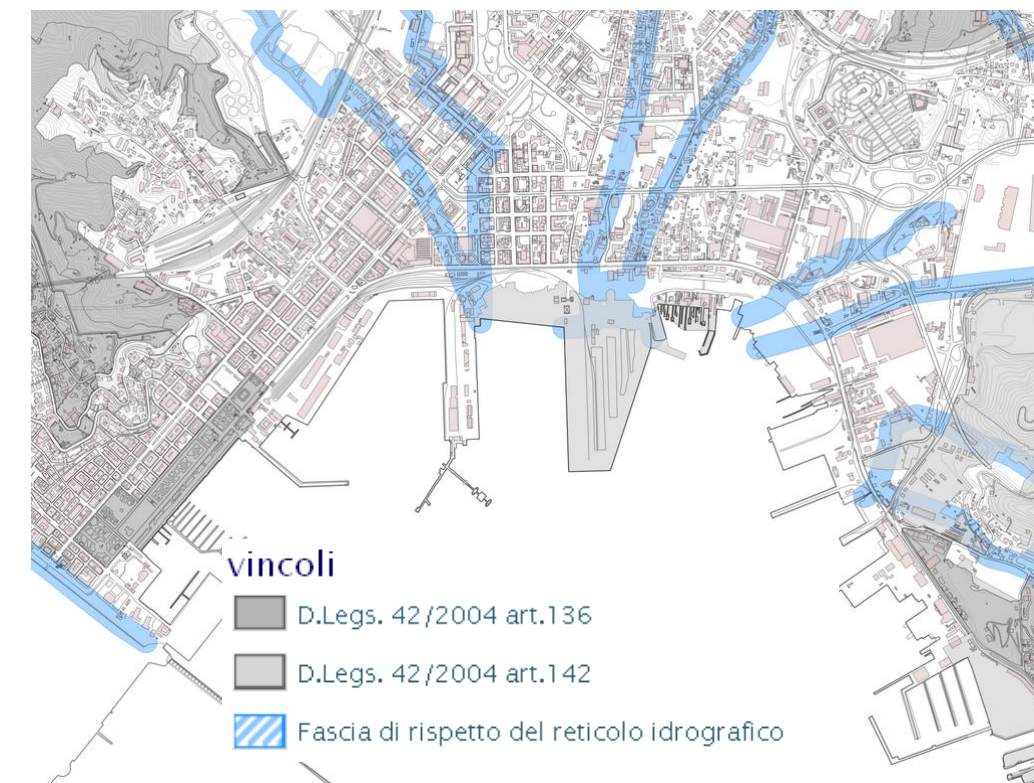 vincoli
D.Legs. 42/2004 art.136
D.Legs. 42/2004 art.142
Fascia di rispetto del reticolo idrografico